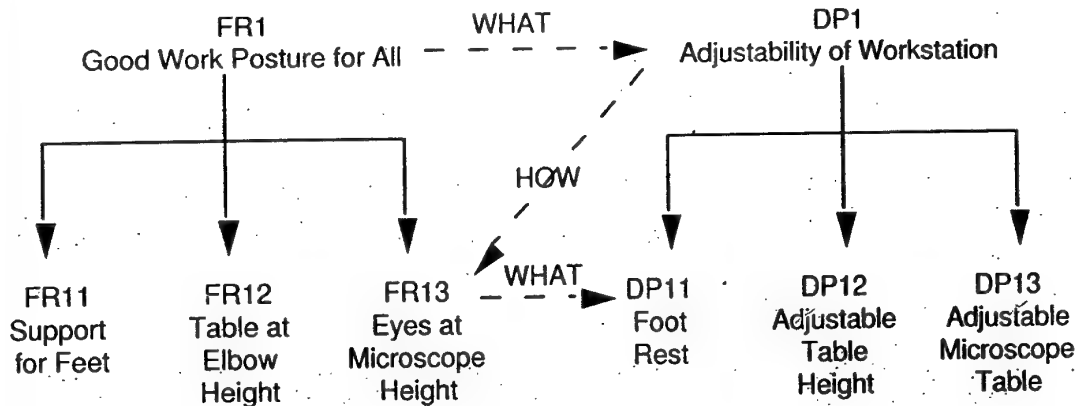 FR1
Good Work Posture for All
WHAT
DP1
Adjustability of Workstation
HOW
WHAT
FR11
Support
for Feet
FR12
Table at
Elbow
Height
FR13
Eyes at
Microscope
Height
DP11
Foot
Rest
DP12
Adjustable
Table
Height
DP13
Adjustable
Microscope
Table